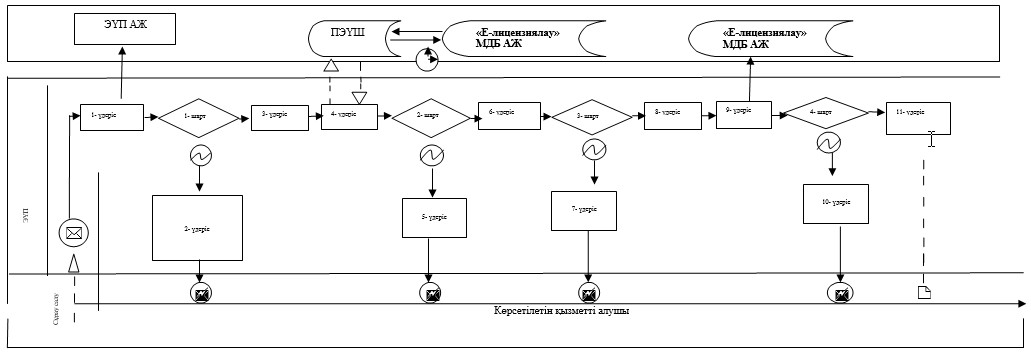 ЭҮП АЖ
ПЭҮШ
«Е-лицензиялау»
МДБ АЖ
«Е-лицензиялау»
МДБ АЖ
1- үдеріс
1- шарт
3- үдеріс
4- үдеріс
2- шарт
6- үдеріс
3- шарт
8- үдеріс
9- үдеріс
4- шарт
11- үдеріс
2- үдеріс
5- үдеріс
7- үдеріс
10- үдеріс
ЭҮП
Көрсетілетін қызметті алушы